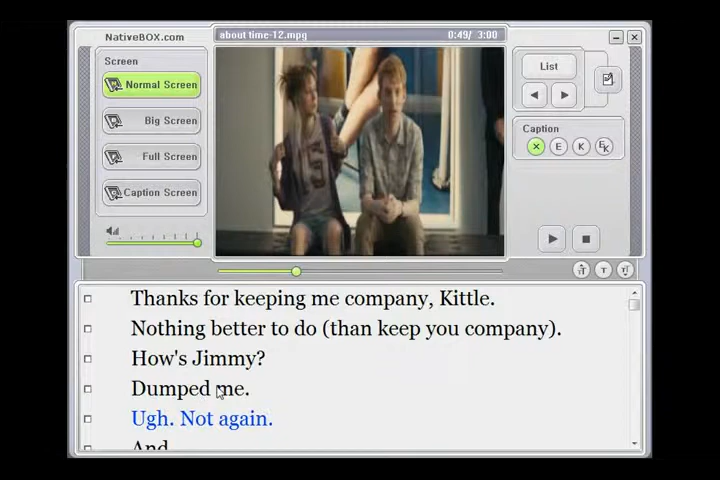 NativeBOX.com
about time-12.mpg
0:49/ 3:00
Screen
Normal Screen
Big Screen
Full Screen
Caption Screen
List
Caption
X E K EK
T T T
Thanks for keeping me company, Kittle.
Nothing better to do (than keep you company).
How's Jimmy?
Dumped me.
Ugh. Not again.
And